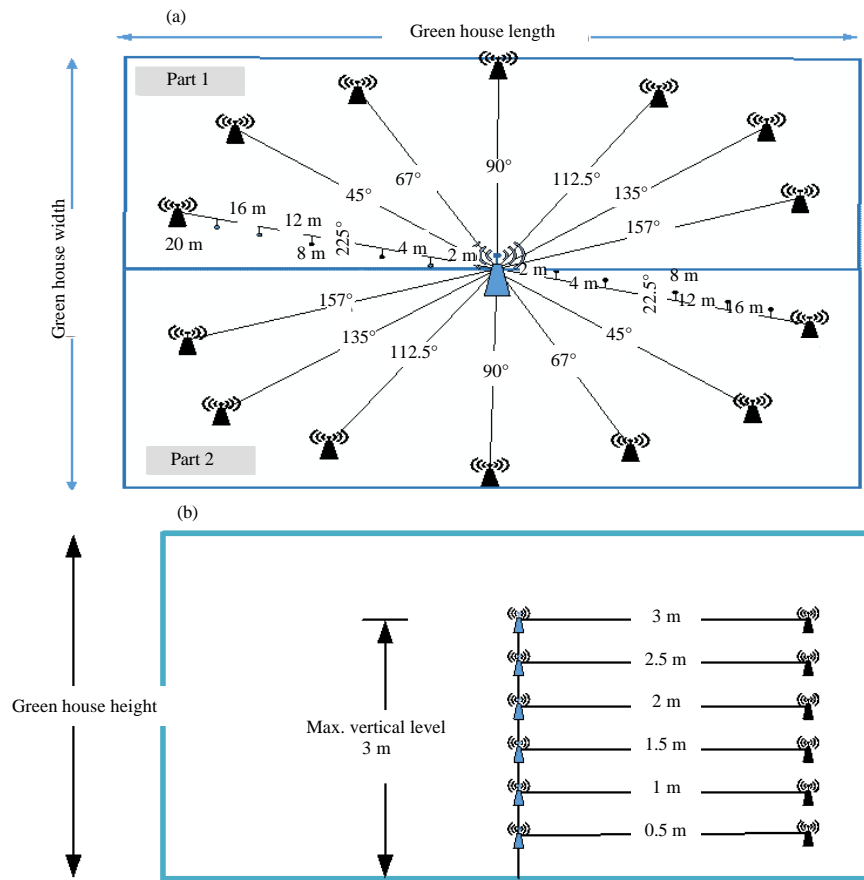 (a)
Green house length
Part 1
Green house width
90°
67°
112.5°
45°
135°
157°
16 m
12 m
20 m
8 m
225°
4 m
2 m
2 m
4 m
8 m
22.5°
12 m
16 m
157°
135°
112.5°
90°
67°
45°
Part 2
(b)
Green house height
Max. vertical level
3 m
3 m
2.5 m
2 m
1.5 m
1 m
0.5 m